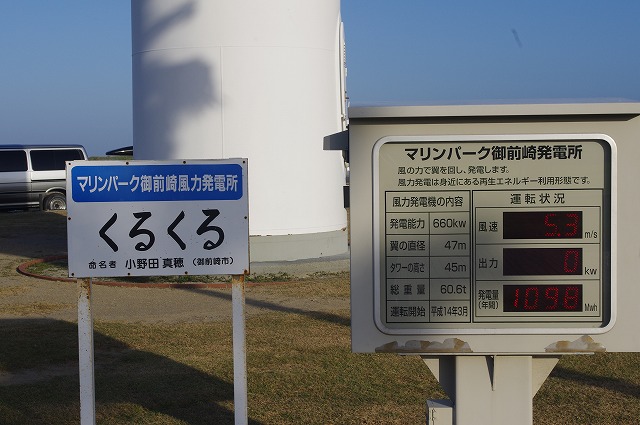 マリンパーク御前崎風力発電所
くるくる
命名者 小野田真穂 (御前崎市)
マリンパーク御前崎発電所
風の力で翼を回し、発電します。
風力発電は身近にある再生エネルギー利用形態です。
風力発電機の内容
発電能力 660kw
翼の直径 47m
タワーの高さ 45m
総重量 60.6t
運転開始 平成14年3月
運転状況
風速 5.3 m/s
出力 0 kw
発電量(年間) 1098 Mwh